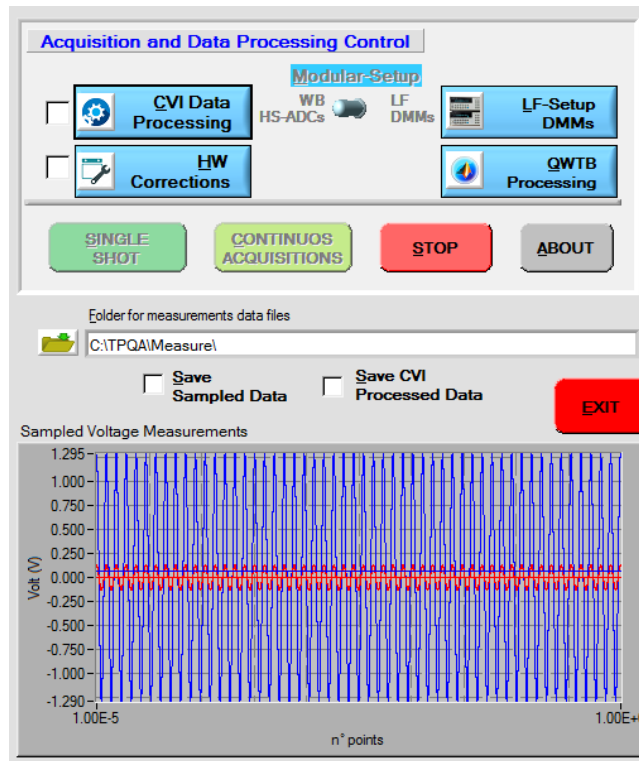 Acquisition and Data Processing Control
Modular-Setup
CVI Data
Processing
WB
HS-ADCs
LF
DMMs
LF-Setup
DMMs
HW
Corrections
QWTB
Processing
SINGLE
SHOT
CONTINUOS
ACQUISITIONS
STOP
ABOUT
Folder for measurements data files
C:\TPQA\Measure\
Save
Sampled Data
Save CVI
Processed Data
EXIT
Sampled Voltage Measurements
1.295
1.000
0.750
0.500
0.250
0.000
-0.250
-0.500
-0.750
-1.000
-1.290
Volt (V)
1.00E-5
1.00E+
n° points